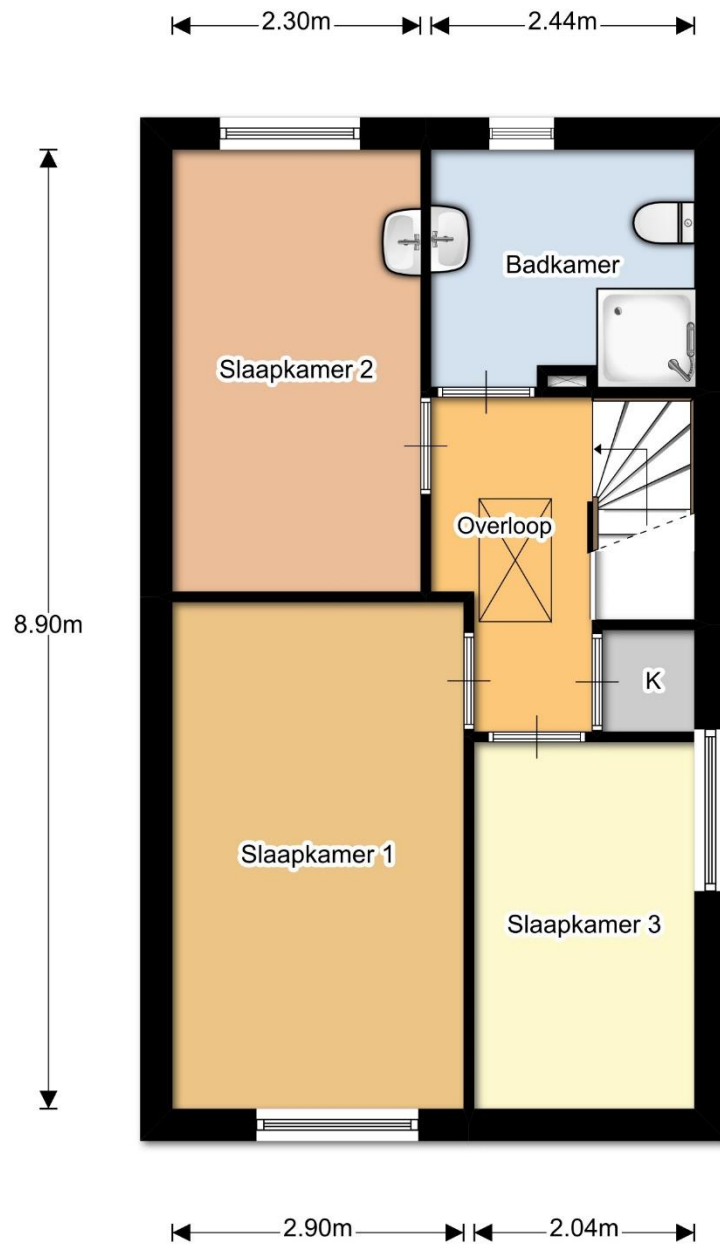 2.30m
2.44m
Badkamer
Slaapkamer 2
Overloop
8.90m
K
Slaapkamer 1
Slaapkamer 3
2.90m
2.04m